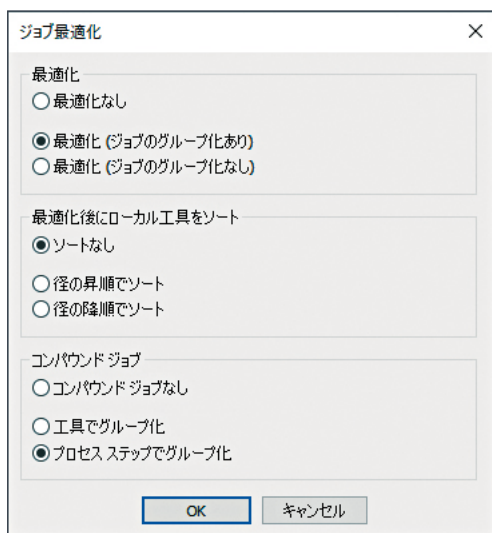 ジョブ最適化
最適化
最適化なし
最適化 (ジョブのグループ化あり)
最適化 (ジョブのグループ化なし)
最適化後にローカル工具をソート
ソートなし
径の昇順でソート
径の降順でソート
コンパウンド ジョブ
コンパウンド ジョブなし
工具でグループ化
プロセス ステップでグループ化
OK キャンセル